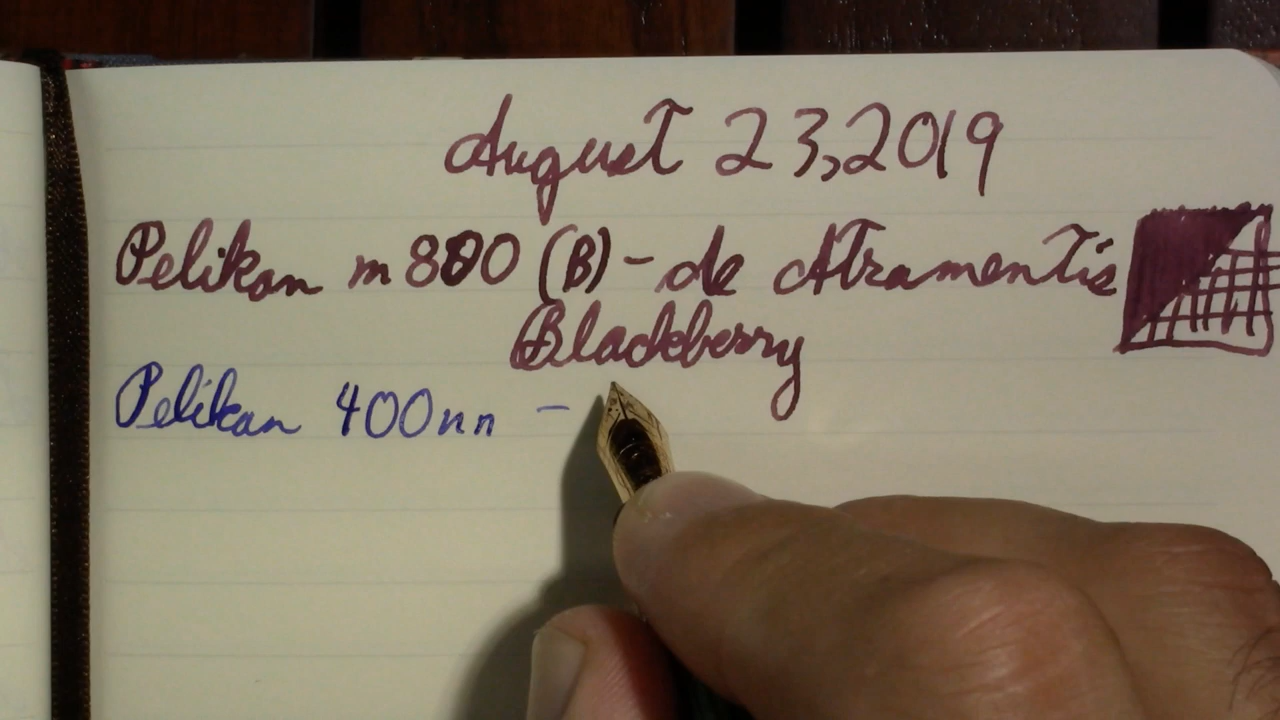 August 23, 2019
Pelikan m800 (B) - de Atramentis
Blackberry
Pelikan 400nn -